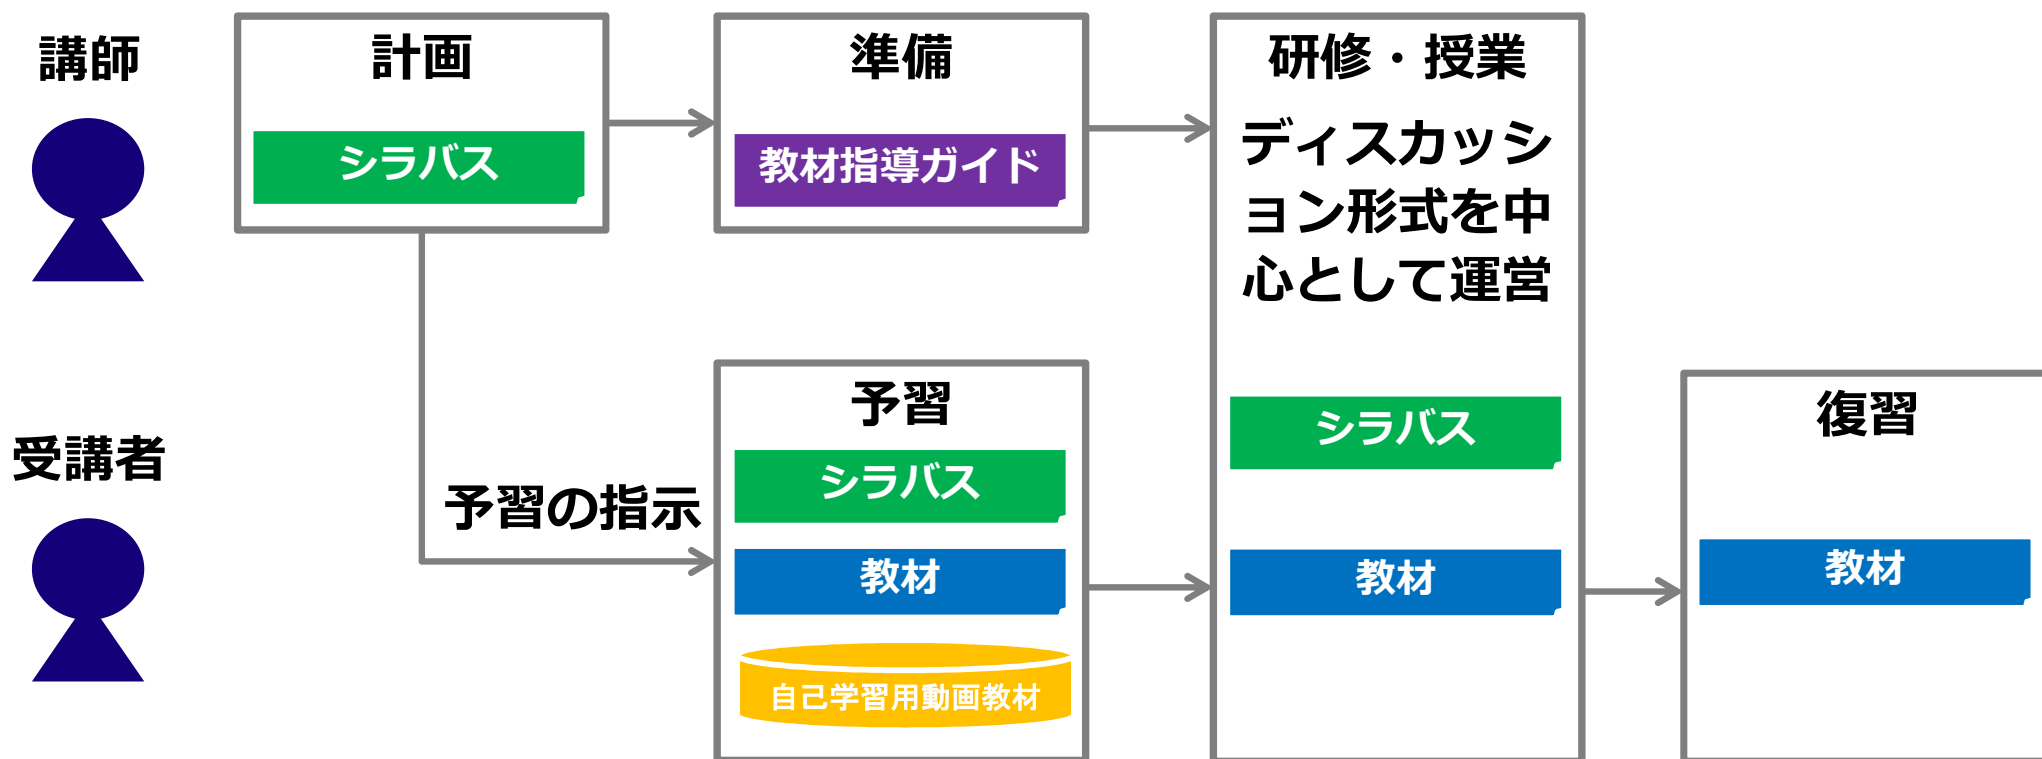 講師
計画
シラバス
準備
教材指導ガイド
研修・授業
ディスカッシ
ョン形式を中
心として運営
シラバス
教材
受講者
予習の指示
予習
シラバス
教材
自己学習用動画教材
復習
教材